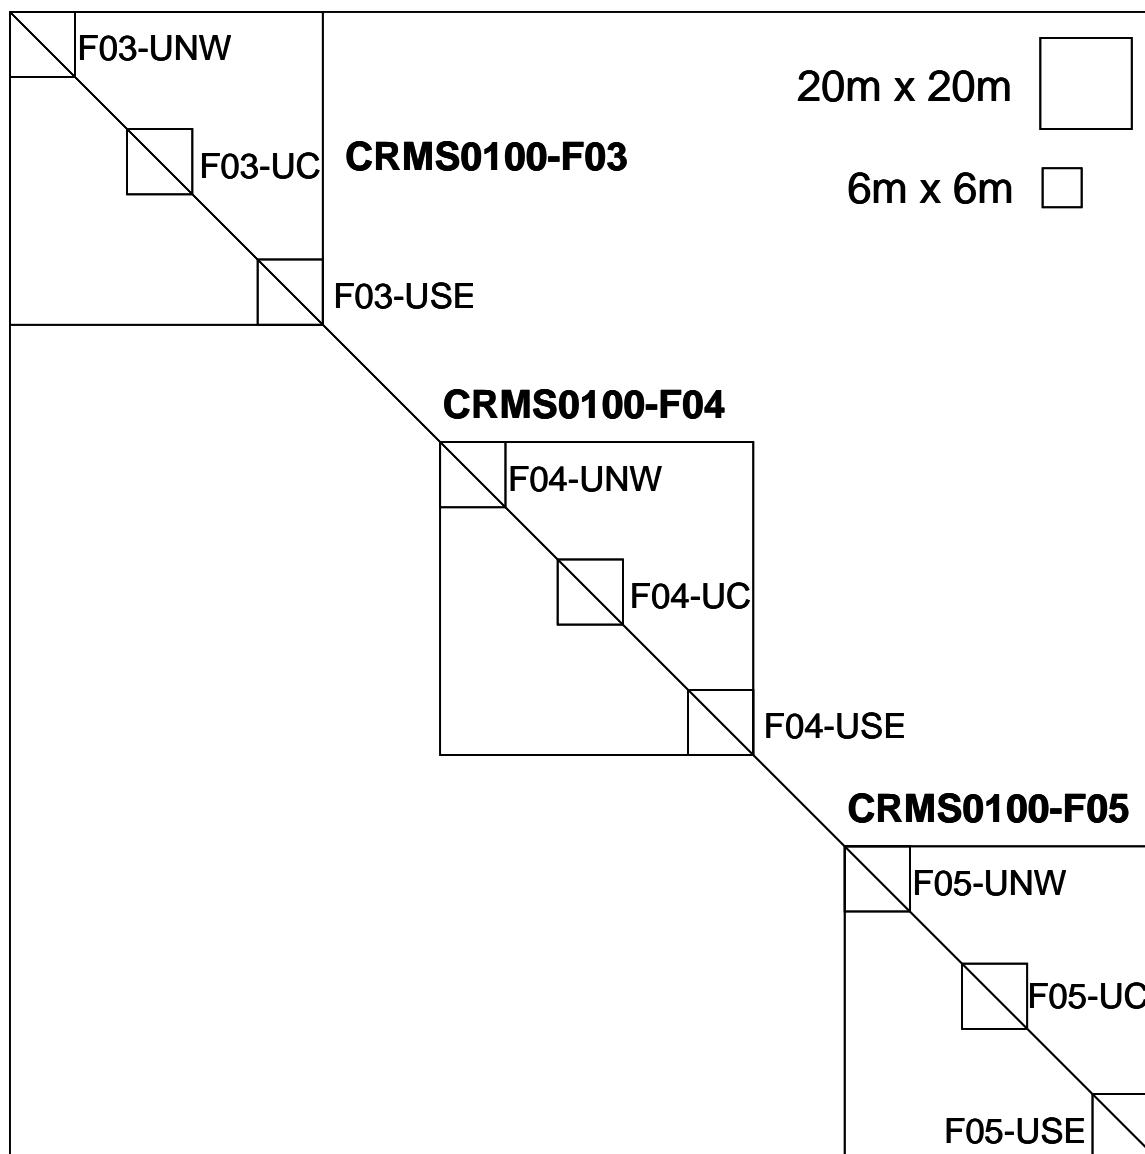 F03-UNW
20m x 20m
F03-UC
CRMS0100-F03
6m x 6m
F03-USE
CRMS0100-F04
F04-UNW
F04-UC
F04-USE
CRMS0100-F05
F05-UNW
F05-UC
F05-USE